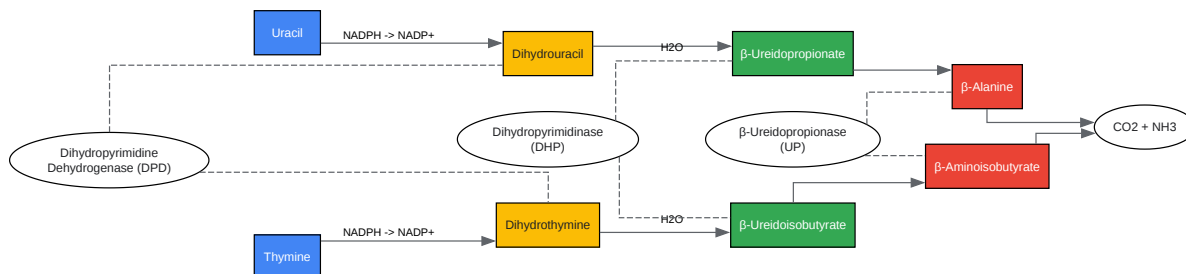 Uracil
NADPH -> NADP+
Dihydrouracil
H2O
β-Ureidopropionate
β-Alanine
CO2 + NH3
Dihydropyrimidine
Dehydrogenase (DPD)
Dihydropyrimidinase
(DHP)
β-Ureidopropionase
(UP)
β-Aminoisobutyrate
Thymine
NADPH -> NADP+
Dihydrothymine
H2O
β-Ureidoisobutyrate